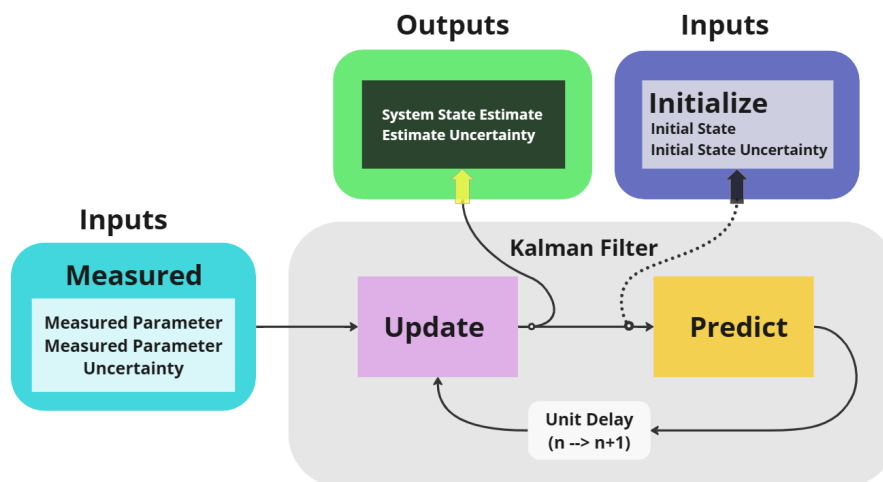 Outputs
System State Estimate
Estimate Uncertainty
Inputs
Initialize
Initial State
Initial State Uncertainty
Inputs
Measured
Measured Parameter
Measured Parameter
Uncertainty
Kalman Filter
Update
Predict
Unit Delay
(n --> n+1)